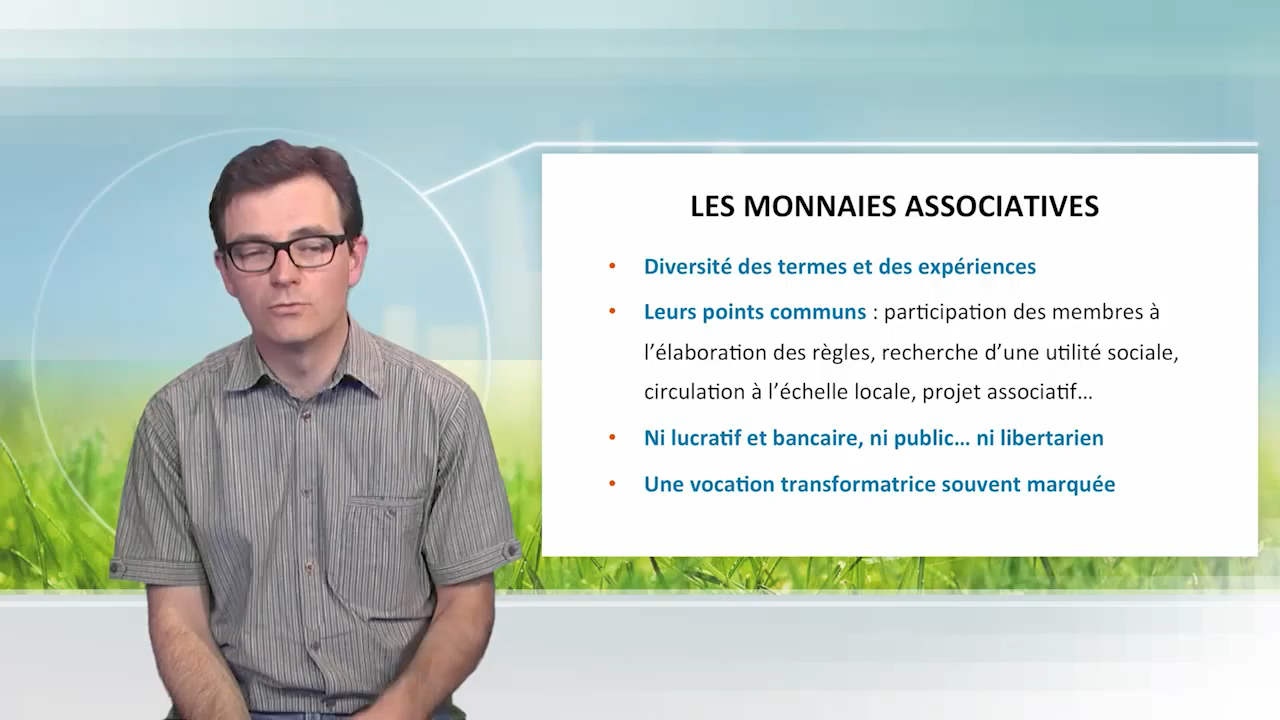 LES MONNAIES ASSOCIATIVES
• Diversité des termes et des expériences
• Leurs points communs : participation des membres à
l’élaboration des règles, recherche d’une utilité sociale,
circulation à l’échelle locale, projet associatif…
• Ni lucratif et bancaire, ni public… ni libertarien
• Une vocation transformatrice souvent marquée